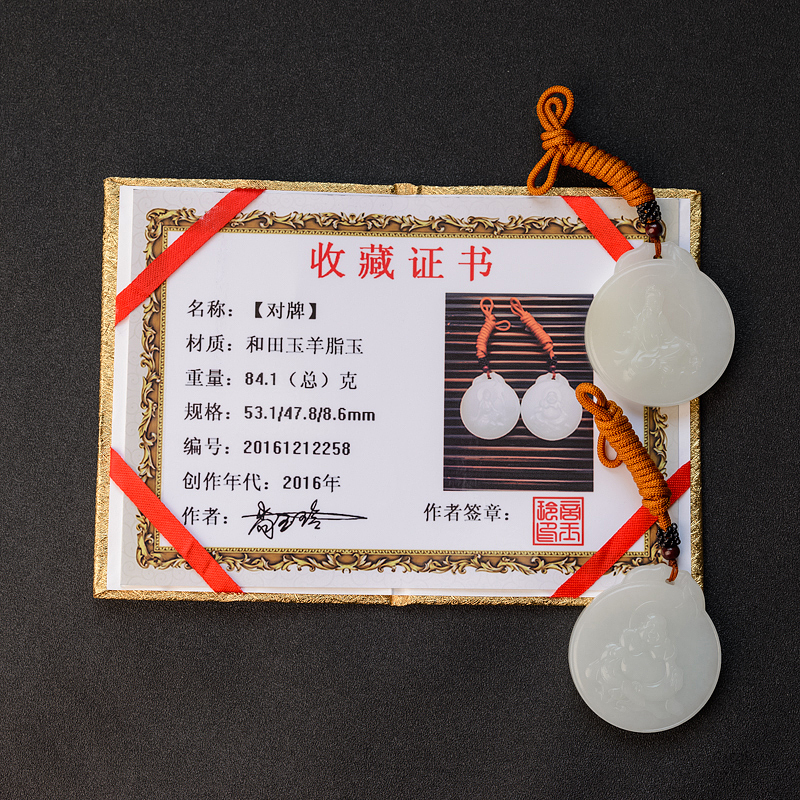 收藏证书
名称：【对牌】
材质：和田玉羊脂玉
重量：84.1（总）克
规格：53.1/47.8/8.6mm
编号：20161212258
创作年代：2016年
作者：
作者签章：